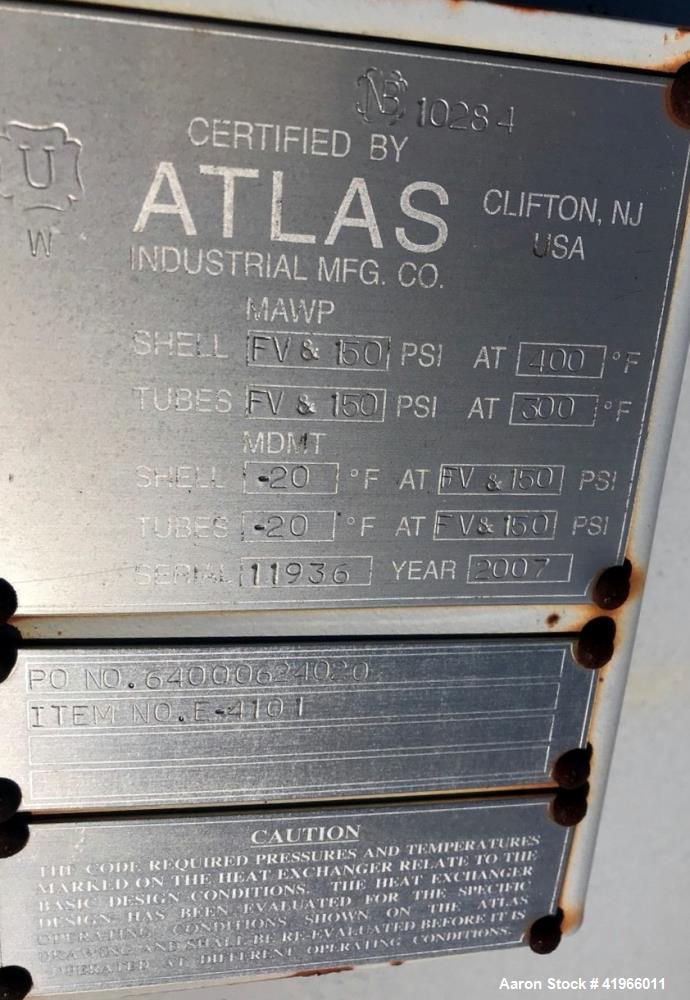 NB 10284
CERTIFIED BY
U
W
ATLAS
CLIFTON, NJ
USA
INDUSTRIAL MFG. CO.
MAWP
SHELL FV & 150 PSI AT 400 °F
TUBES FV & 150 PSI AT 300 °F
MDMT
SHELL -20 °F AT FV & 150 PSI
TUBES -20 °F AT FV & 150 PSI
SERIAL 11936 YEAR 2007
PO NO. 64000624020
ITEM NO. E-4101
CAUTION
THE CODE REQUIRED PRESSURES AND TEMPERATURES
MARKED ON THE HEAT EXCHANGER RELATE TO THE
BASIC DESIGN CONDITIONS. THE HEAT EXCHANGER
DESIGN HAS BEEN EVALUATED FOR THE SPECIFIC
OPERATING CONDITIONS SHOWN ON THE ATLAS
DRAWING AND SHALL BE RE-EVALUATED BEFORE IT IS
OPERATED AT DIFFERENT OPERATING CONDITIONS.
Aaron Stock # 41966011